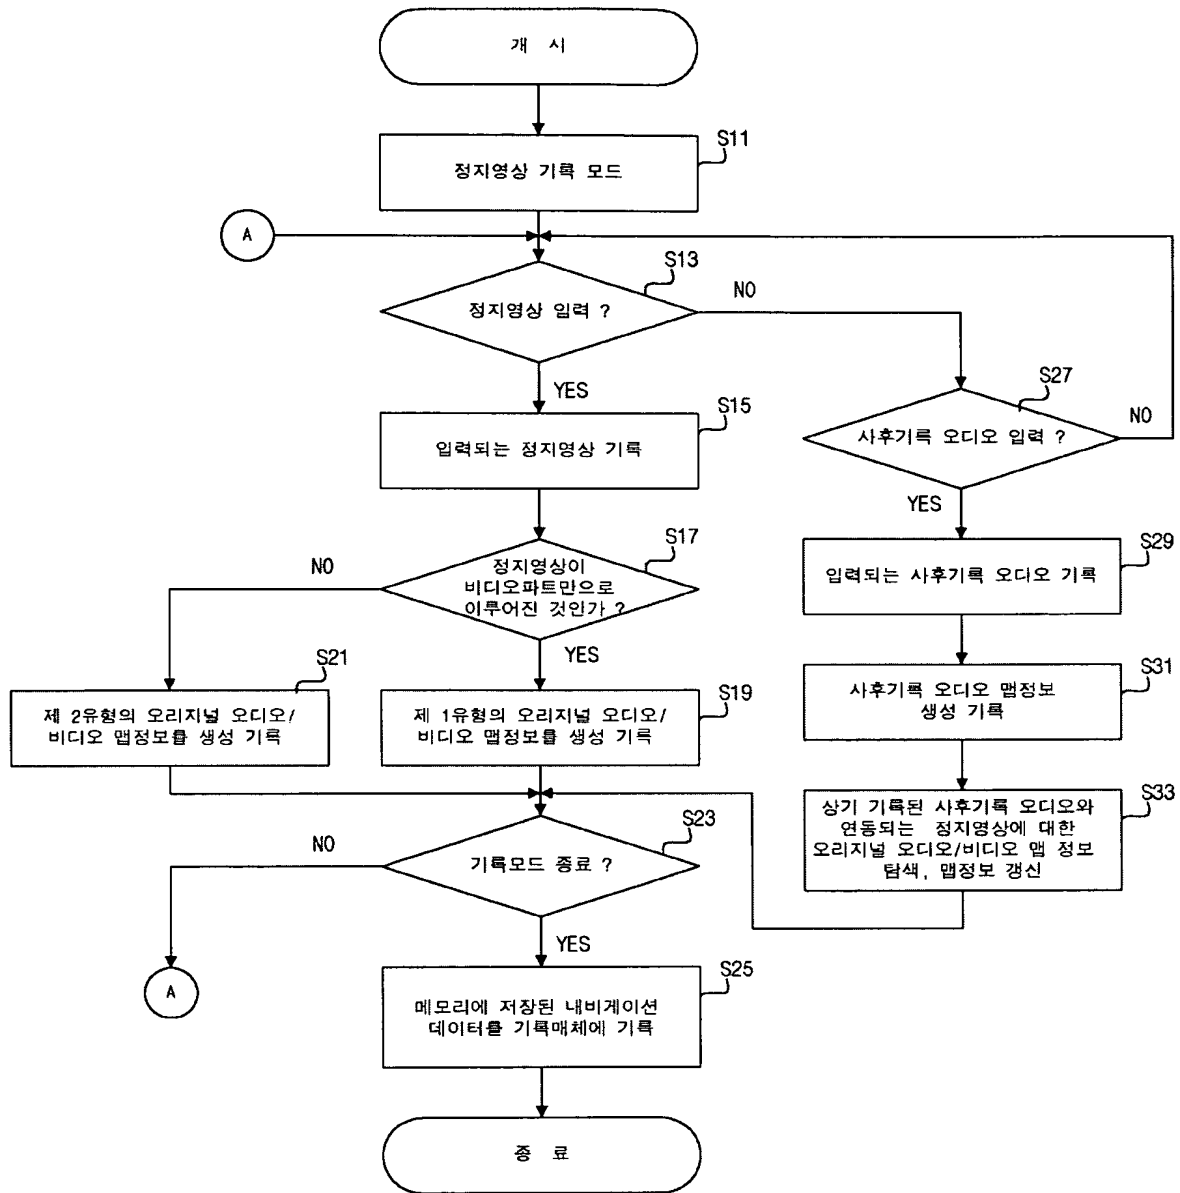 개 시
S11
정지영상 기록 모드
A
S13
정지영상 입력 ?
NO
YES
S27
사후기록 오디오 입력 ?
NO
YES
S15
입력되는 정지영상 기록
S29
입력되는 사후기록 오디오 기록
S17
정지영상이
비디오파트만으로
이루어진 것인가 ?
NO
YES
S31
사후기록 오디오 맵정보
생성 기록
S21
제 2유형의 오리지널 오디오/
비디오 맵정보를 생성 기록
S19
제 1유형의 오리지널 오디오/
비디오 맵정보를 생성 기록
S33
상기 기록된 사후기록 오디오와
연동되는 정지영상에 대한
오리지널 오디오/비디오 맵 정보
탐색, 맵정보 갱신
S23
기록모드 종료 ?
NO
YES
A
S25
메모리에 저장된 내비게이션
데이터를 기록매체에 기록
종 료